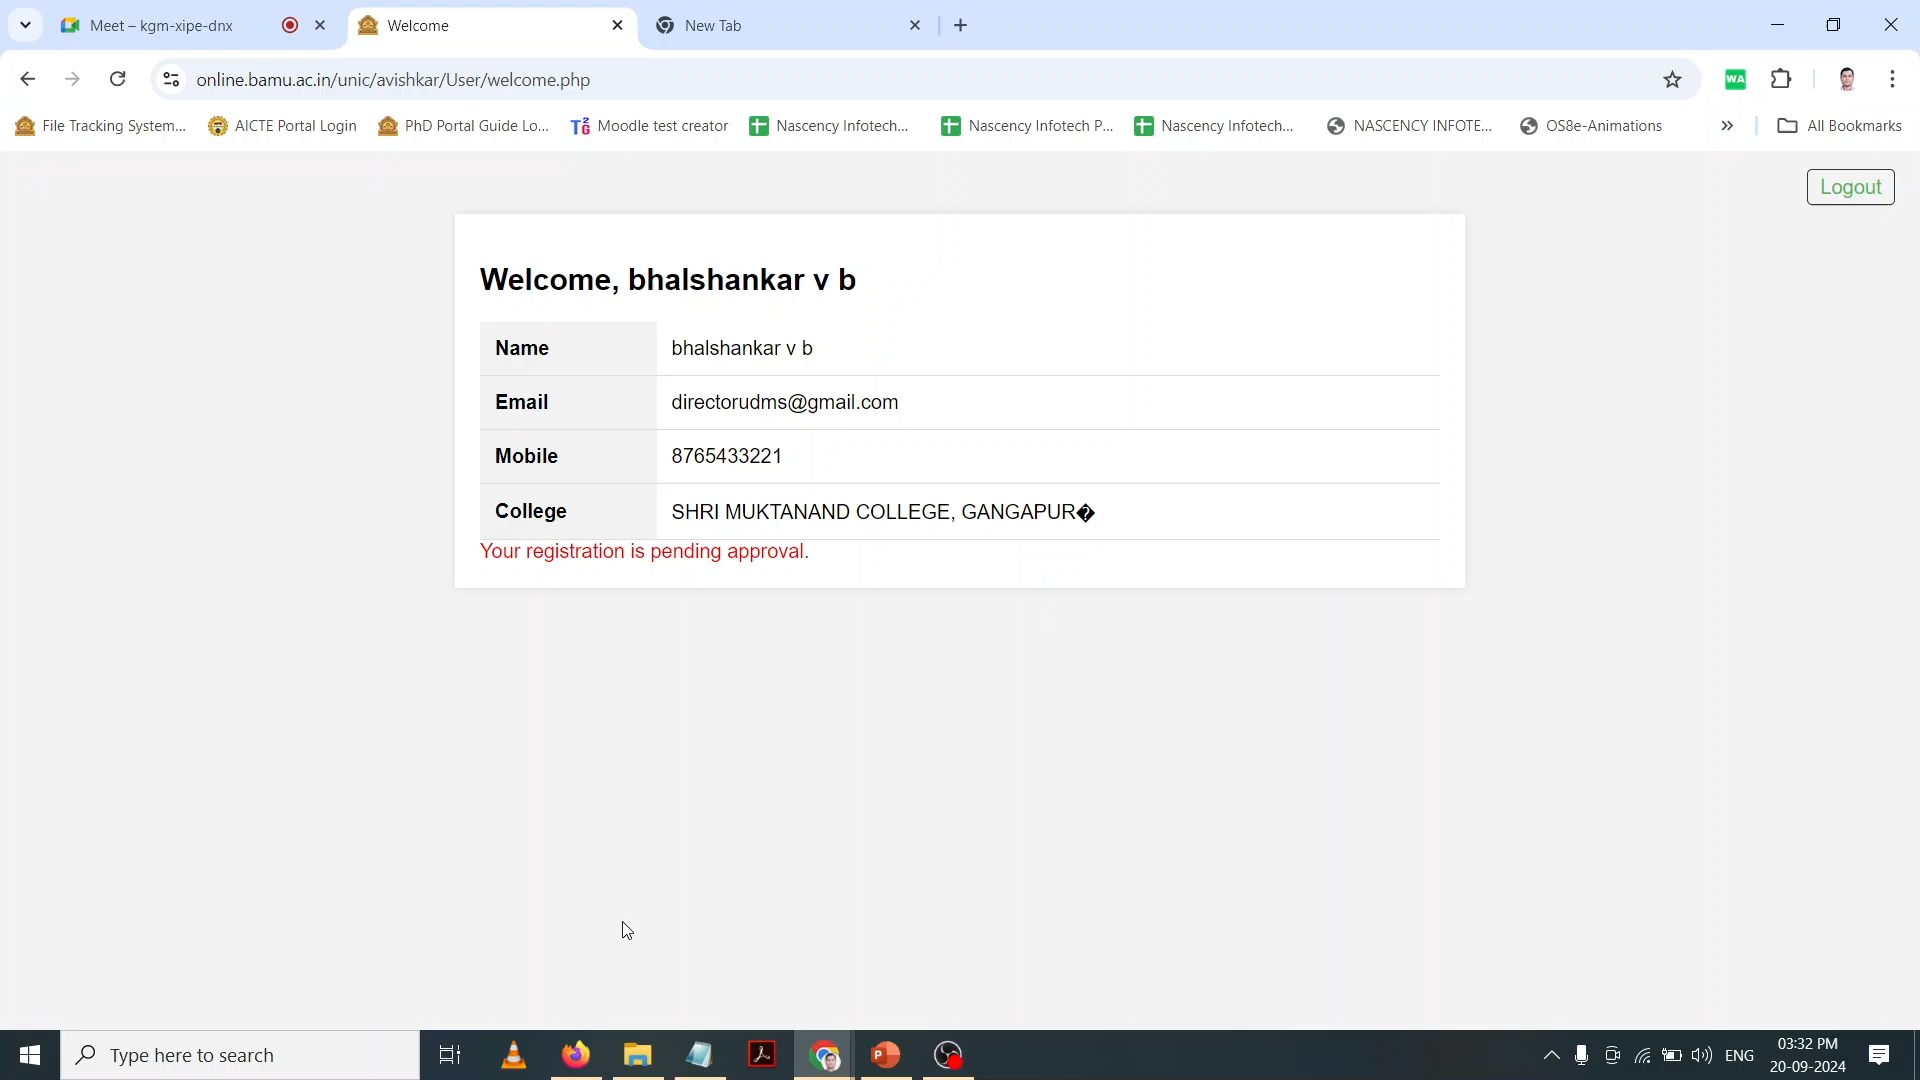 Meet – kgm-xipe-dnx
Welcome
New Tab
online.bamu.ac.in/unic/avishkar/User/welcome.php
WA
File Tracking System...
AICTE Portal Login
PhD Portal Guide Lo...
Moodle test creator
Nascency Infotech...
Nascency Infotech P...
Nascency Infotech...
NASCENCY INFOTE...
OS8e-Animations
All Bookmarks
Logout
Welcome, bhalshankar v b
Name bhalshankar v b
Email directorudms@gmail.com
Mobile 8765433221
College SHRI MUKTANAND COLLEGE, GANGAPUR�
Your registration is pending approval.
Type here to search
ENG
03:32 PM
20-09-2024